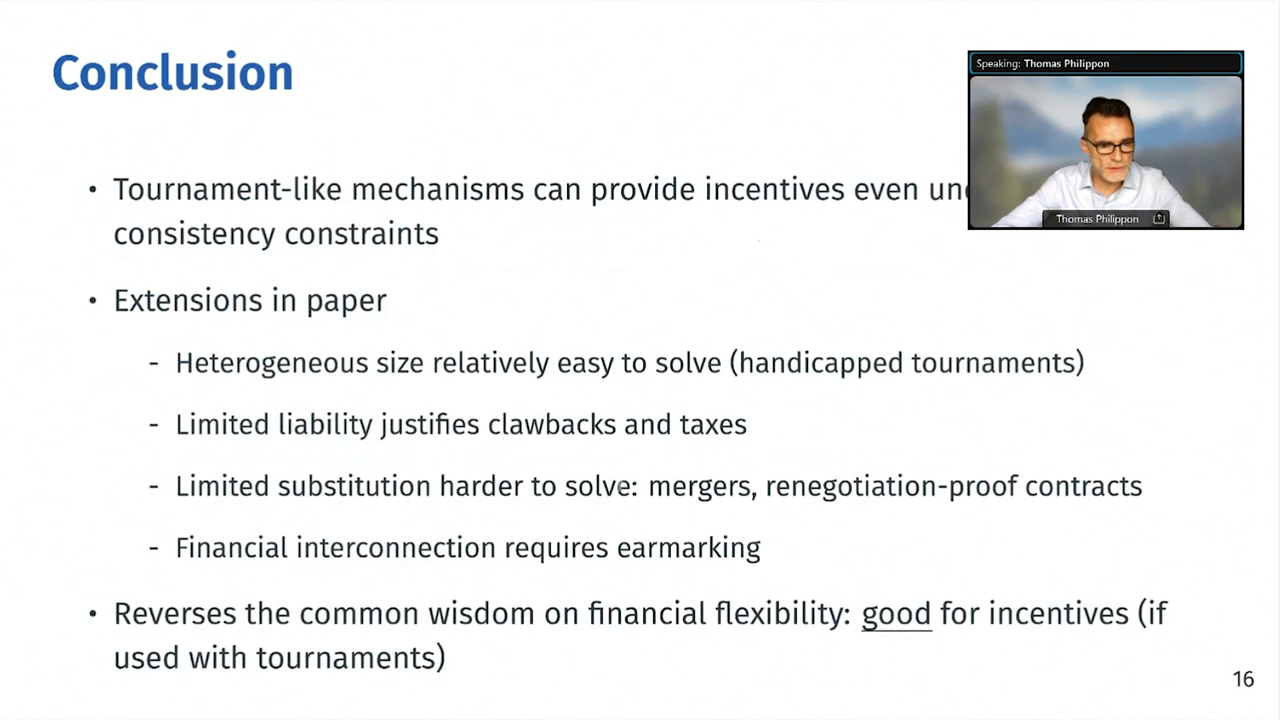 Conclusion
Speaking: Thomas Philippon
Thomas Philippon
• Tournament-like mechanisms can provide incentives even
consistency constraints
• Extensions in paper
- Heterogeneous size relatively easy to solve (handicapped tournaments)
- Limited liability justifies clawbacks and taxes
- Limited substitution harder to solve: mergers, renegotiation-proof contracts
- Financial interconnection requires earmarking
• Reverses the common wisdom on financial flexibility: good for incentives (if
used with tournaments)
16